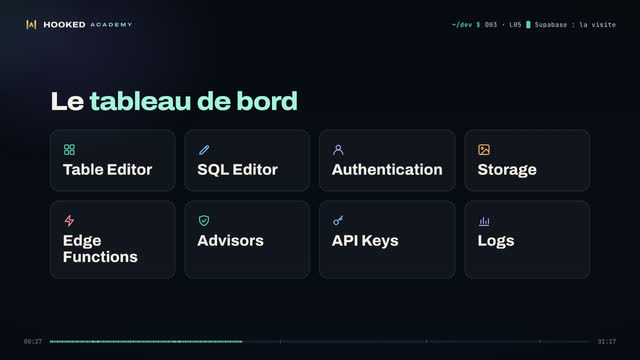 HOOKED ACADEMY
~/dev $ D03 · L05 Supabase : la visite
Le tableau de bord
Table Editor
SQL Editor
Authentication
Storage
Edge
Functions
Advisors
API Keys
Logs
00:27
01:17